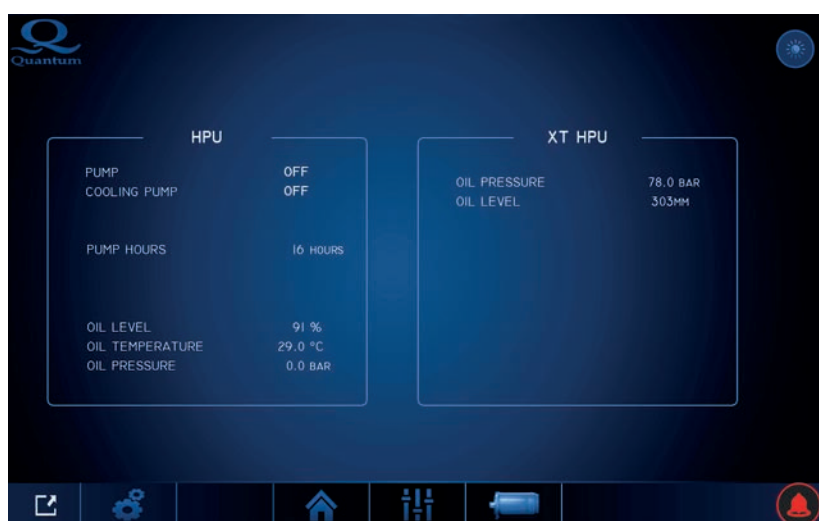 Quantum
HPU
PUMP OFF
COOLING PUMP OFF
PUMP HOURS 16 HOURS
OIL LEVEL 91 %
OIL TEMPERATURE 29.0 °C
OIL PRESSURE 0.0 BAR
XT HPU
OIL PRESSURE 78.0 BAR
OIL LEVEL 303MM